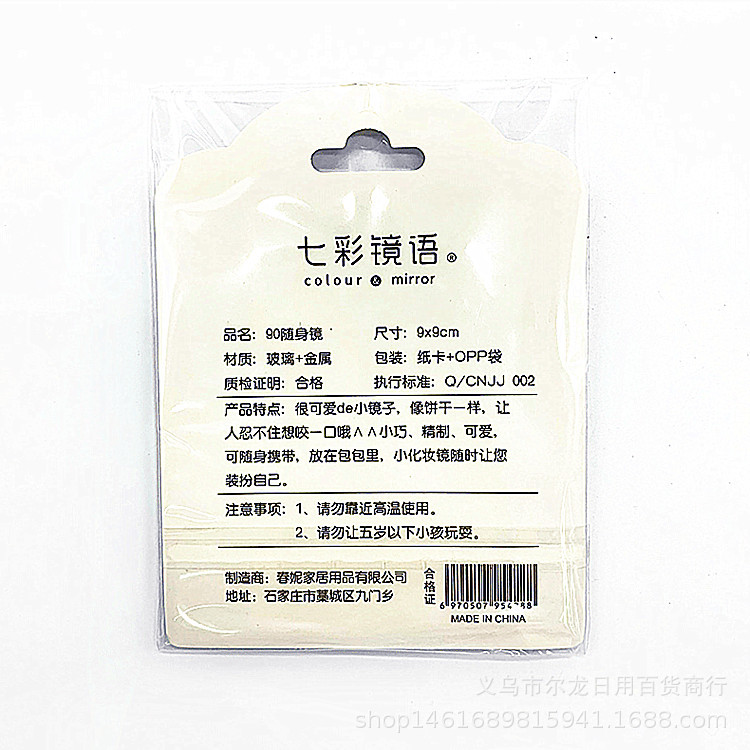 七彩镜语®
colour & mirror
品名：90随身镜 尺寸：9x9cm
材质：玻璃+金属 包装：纸卡+OPP袋
质检证明：合格 执行标准：Q/CNJJ 002
产品特点：很可爱de小镜子，像饼干一样，让
人忍不住想咬一口哦∧∧小巧、精制、可爱，
可随身携带，放在包包里，小化妆镜随时让您
装扮自己。
注意事项：1、请勿靠近高温使用。
2、请勿让五岁以下小孩玩耍。
制造商：春妮家居用品有限公司
地址：石家庄市藁城区九门乡
合格证
6 970507
MADE IN CHINA
义乌市尔龙日用百货商行
shop1461689815941.1688.com